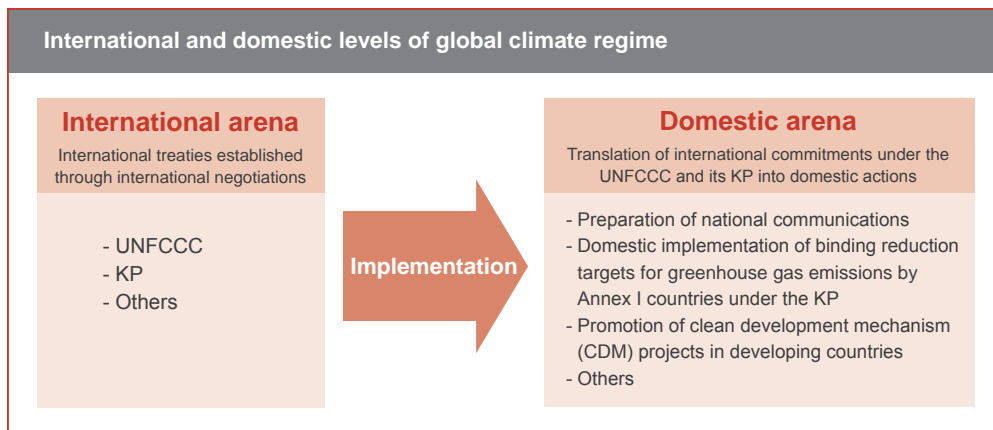 International and domestic levels of global climate regime
International arena
International treaties established
through international negotiations
- UNFCCC
- KP
- Others
Implementation
Domestic arena
Translation of international commitments under the
UNFCCC and its KP into domestic actions
- Preparation of national communications
- Domestic implementation of binding reduction
targets for greenhouse gas emissions by
Annex I countries under the KP
- Promotion of clean development mechanism
(CDM) projects in developing countries
- Others